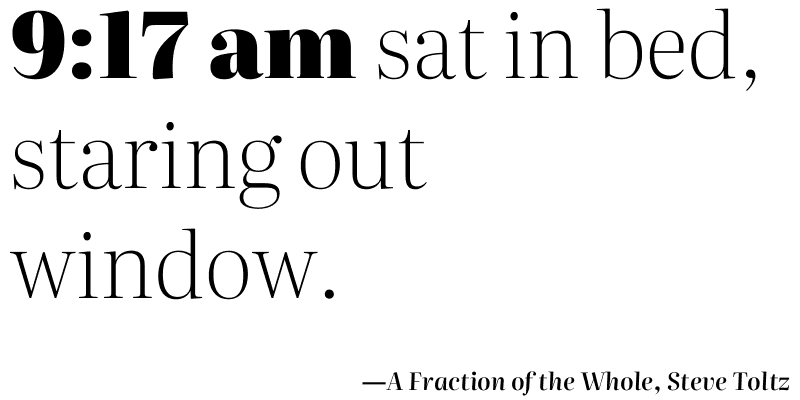 9:17 am sat in bed,
staring out
window.
—A Fraction of the Whole, Steve Toltz